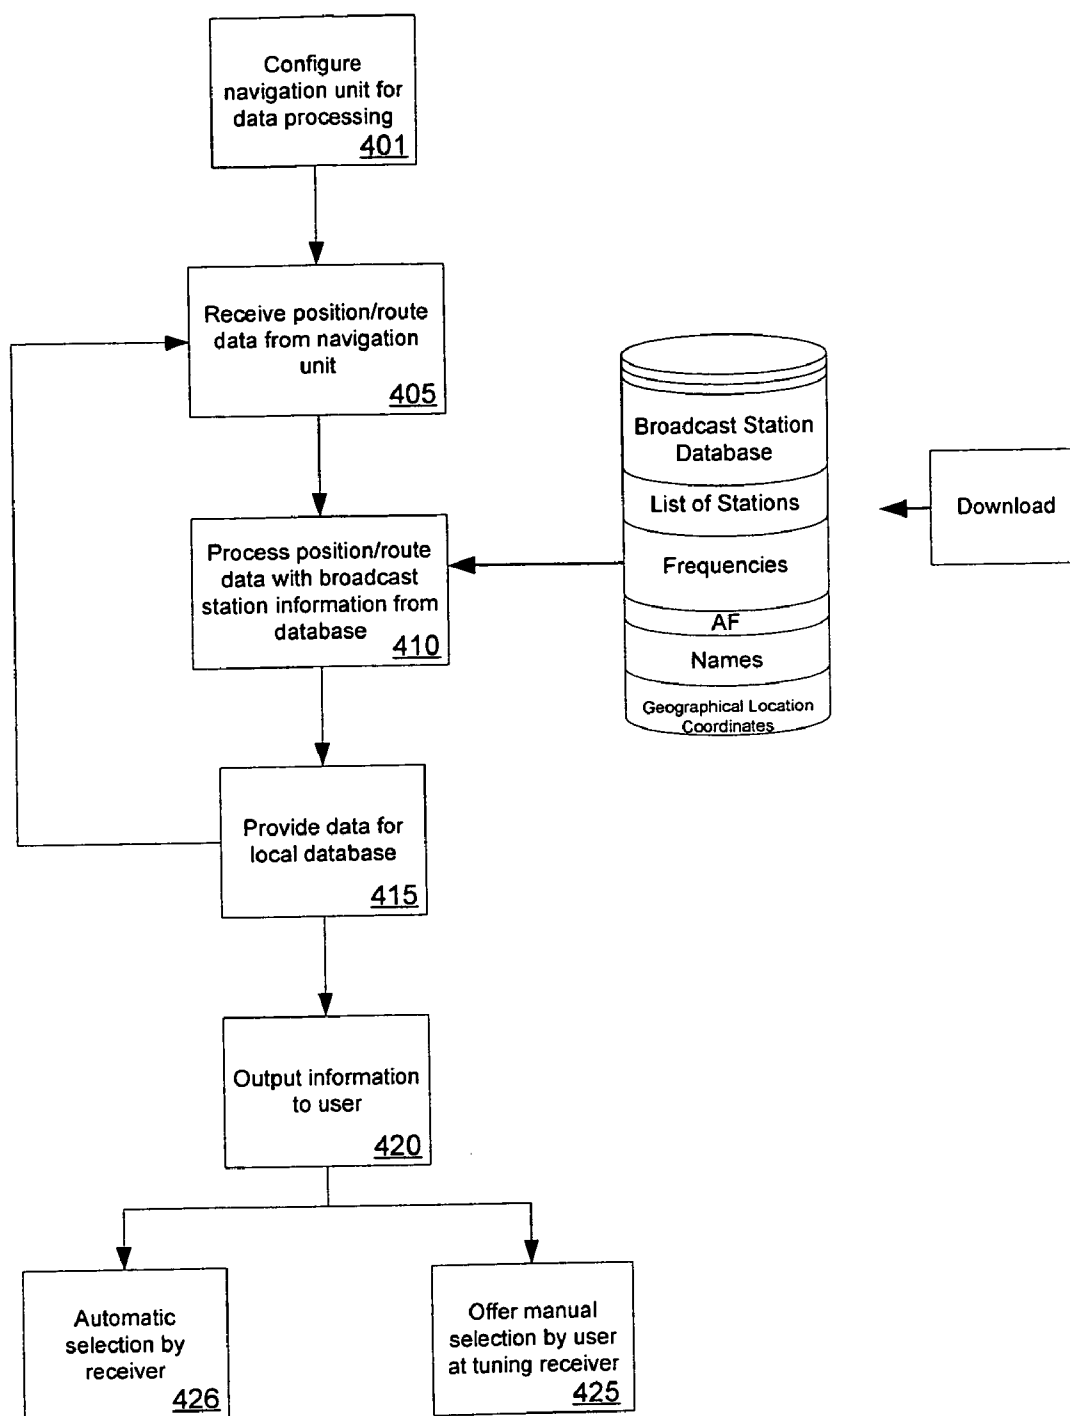 Configure
navigation unit for
data processing
401
Receive position/route
data from navigation
unit
405
Broadcast Station
Database
List of Stations
Frequencies
AF
Names
Geographical Location
Coordinates
Download
Process position/route
data with broadcast
station information from
database
410
Provide data for
local database
415
Output information
to user
420
Automatic
selection by
receiver
426
Offer manual
selection by user
at tuning receiver
425